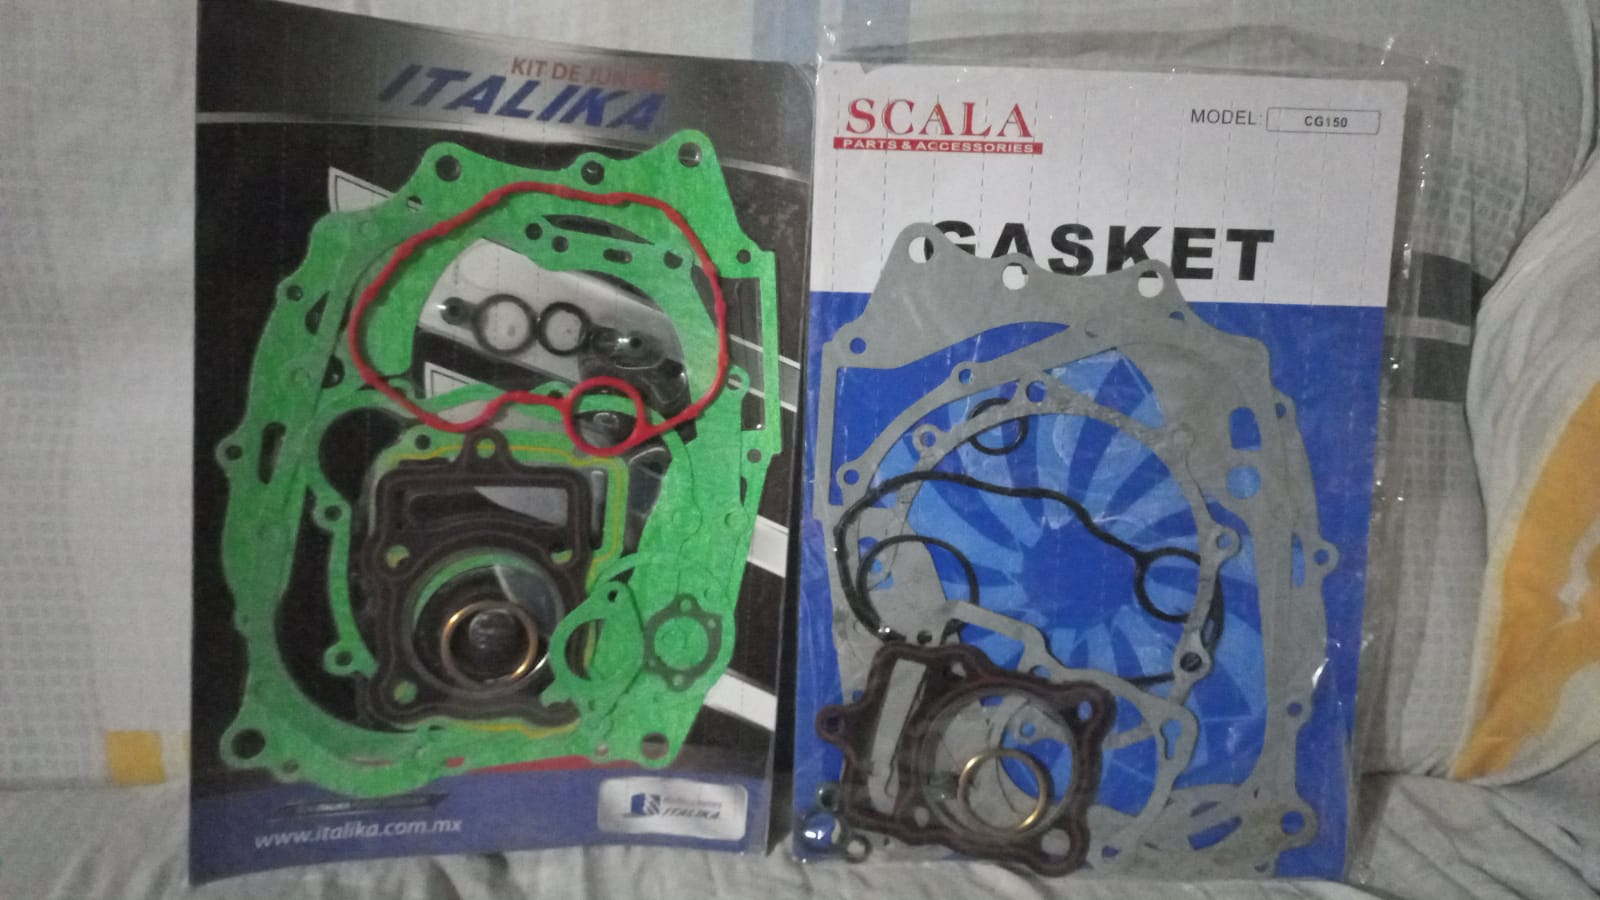 KIT DE JUNTAS
ITALIKA
www.italika.com.mx
ITALIKA
SCALA
PARTS & ACCESSORIES
MODEL: CG150
GASKET